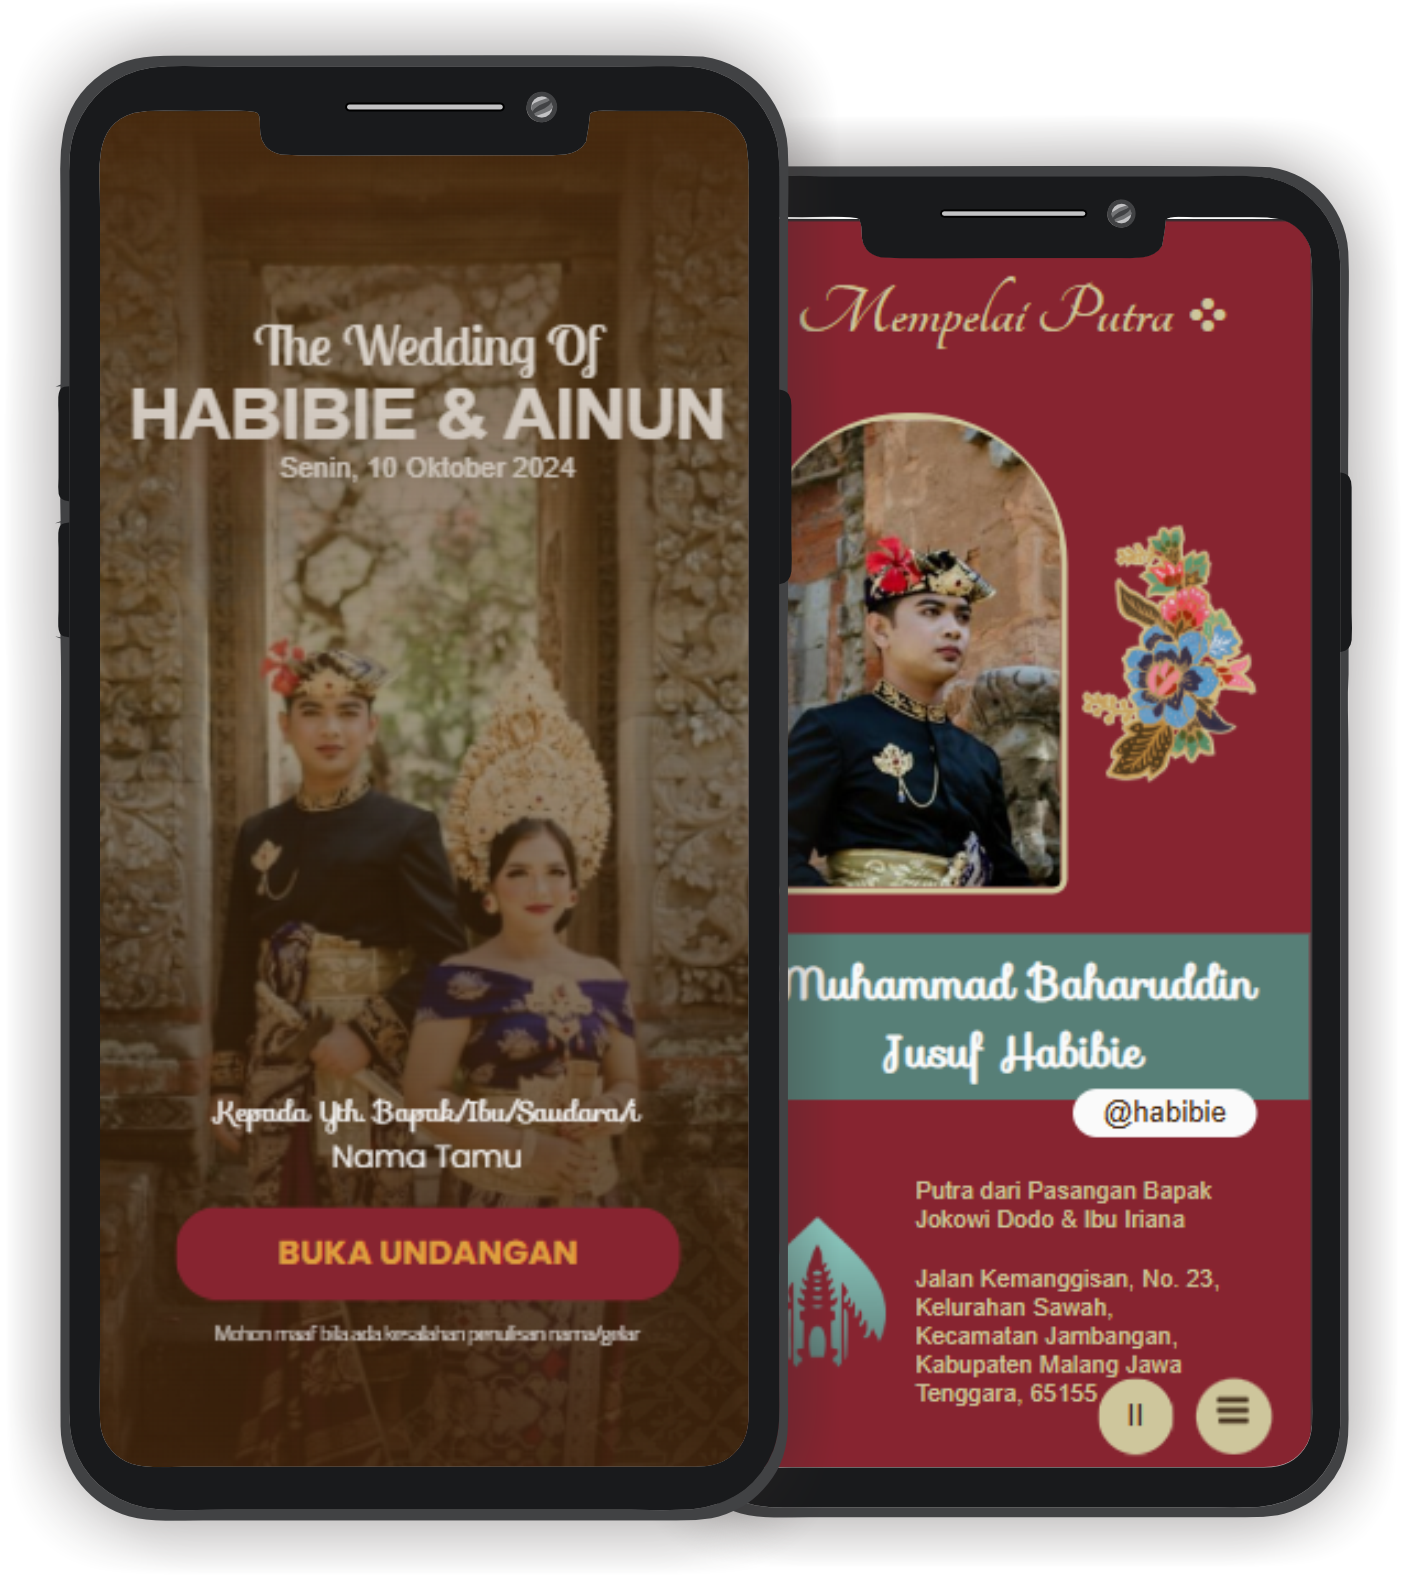 The Wedding Of
HABIBIE & AINUN
Senin, 10 Oktober 2024
Kepada Yth. Bapak/Ibu/Saudara/i
Nama Tamu
BUKA UNDANGAN
Mohon maaf bila ada kesalahan penulisan nama/gelar
Mempelai Putra
Muhammad Baharuddin
Jusuf Habibie
@habibie
Putra dari Pasangan Bapak
Jokowi Dodo & Ibu Iriana
Jalan Kemanggisan, No. 23,
Kelurahan Sawah,
Kecamatan Jambangan,
Kabupaten Malang Jawa
Tenggara, 65155